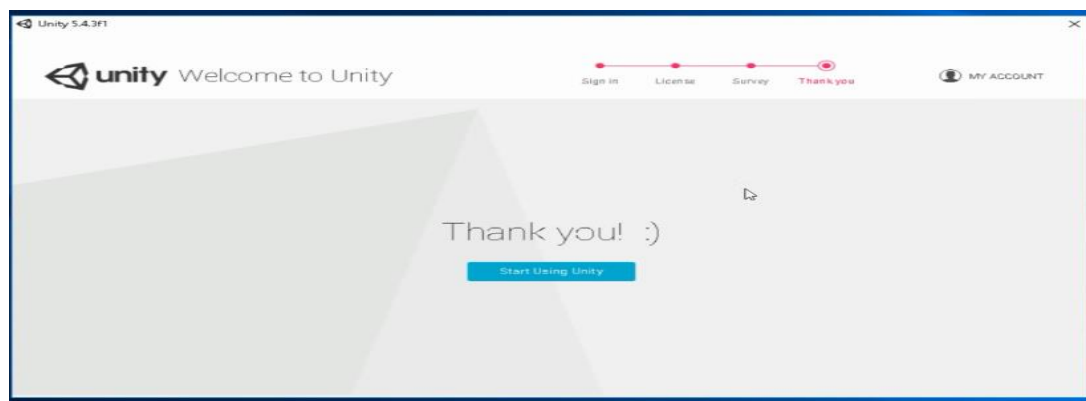 Unity 5.4.3f1
unity Welcome to Unity
Sign in License Survey Thank you
MY ACCOUNT
Thank you! :)
Start Using Unity